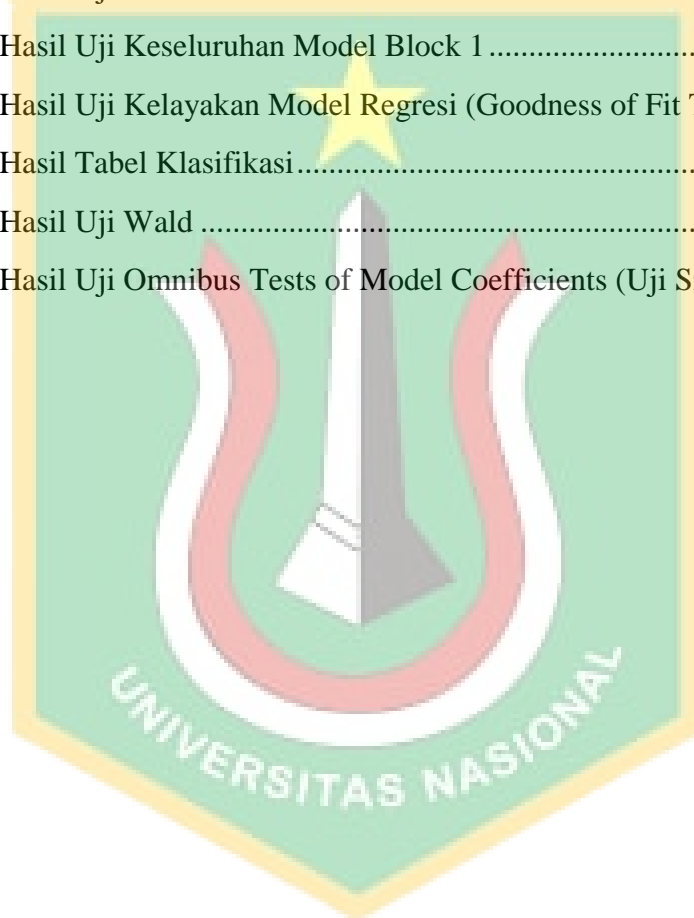 Hasil Uji Keseluruhan Model Block 1........................
Hasil Uji Kelayakan Model Regresi (Goodness of Fit
Hasil Tabel Klasifikasi................................................
Hasil Uji Wald ............................................................
Hasil Uji Omnibus Tests of Model Coefficients (Uji
UNIVERSITAS NASIONAL